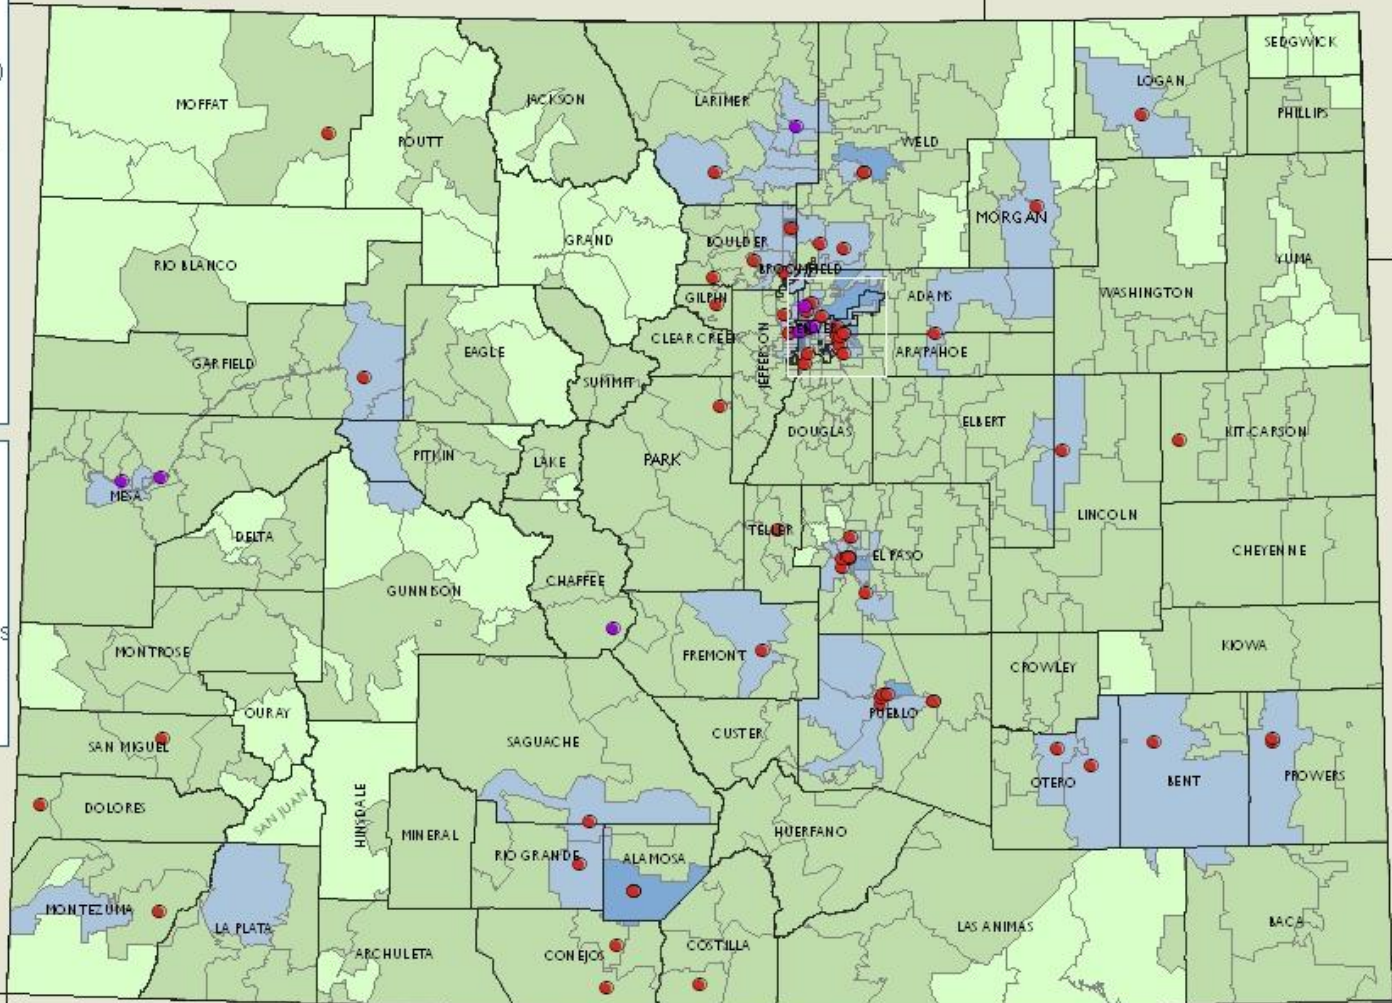 SEDGWICK
LOGAN
MOFFAT
JACKSON
LARIMER
PHILLIPS
ROUTT
WELD
MORGAN
GRAND
BOULDER
RIO BLANCO
BROOMFIELD
YUMA
GILPIN
ADAMS
WASHINGTON
CLEAR CREEK
DENVER
EAGLE
ARAPAHOE
GARFIELD
JEFFERSON
SUMMIT
ELBERT
DOUGLAS
KIT CARSON
PITKIN
LAKE
PARK
MESA
LINCOLN
TELLER
DELTA
EL PASO
CHEYENNE
CHAFFEE
GUNNISON
S
KIOWA
MONTROSE
FREMONT
CROWLEY
OURAY
PUEBLO
CUSTER
SAN MIGUEL
SAGUACHE
OTERO
BENT
PROWERS
DOLORES
SAN JUAN
HINSDALE
MINERAL
HUERFANO
RIO GRANDE
ALAMOSA
MONTEZUMA
LA PLATA
LAS ANIMAS
BACA
COSTILLA
ARCHULETA
CONEJOS